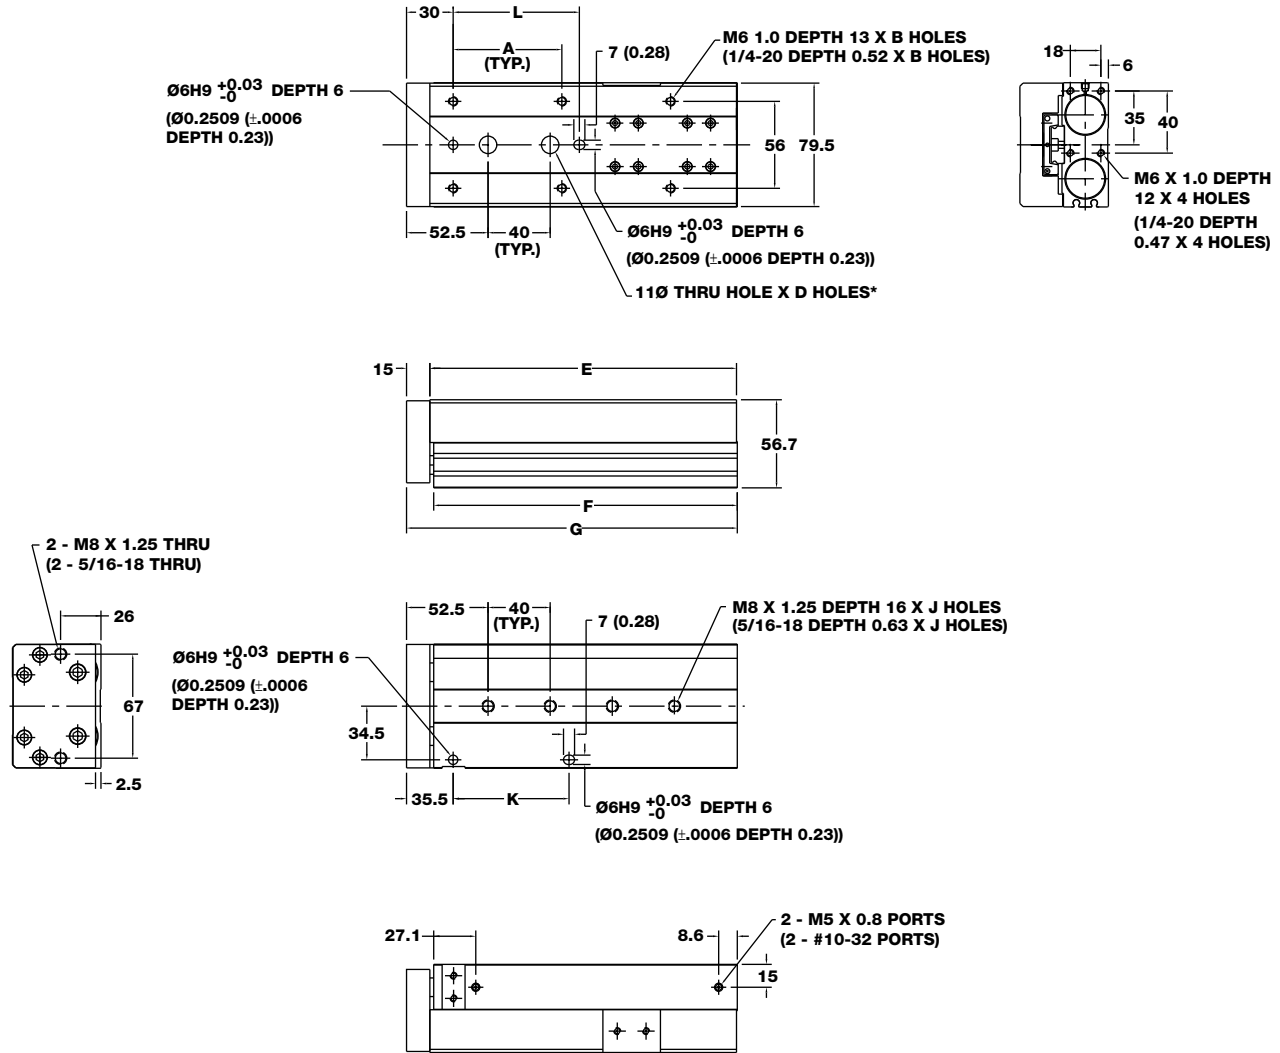 30
L
A
(TYP.)
7 (0.28)
M6 1.0 DEPTH 13 X B HOLES
(1/4-20 DEPTH 0.52 X B HOLES)
Ø6H9 +0.03 -0 DEPTH 6
(Ø0.2509 (±.0006
DEPTH 0.23))
56
79.5
52.5
40
(TYP.)
Ø6H9 +0.03 -0 DEPTH 6
(Ø0.2509 (±.0006 DEPTH 0.23))
11Ø THRU HOLE X D HOLES*
18
6
35
40
M6 X 1.0 DEPTH
12 X 4 HOLES
(1/4-20 DEPTH
0.47 X 4 HOLES)
15
E
56.7
F
G
2 - M8 X 1.25 THRU
(2 - 5/16-18 THRU)
26
67
2.5
52.5
40
(TYP.)
7 (0.28)
M8 X 1.25 DEPTH 16 X J HOLES
(5/16-18 DEPTH 0.63 X J HOLES)
Ø6H9 +0.03 -0 DEPTH 6
(Ø0.2509 (±.0006
DEPTH 0.23))
34.5
35.5
K
Ø6H9 +0.03 -0 DEPTH 6
(Ø0.2509 (±.0006 DEPTH 0.23))
27.1
8.6
2 - M5 X 0.8 PORTS
(2 - #10-32 PORTS)
15